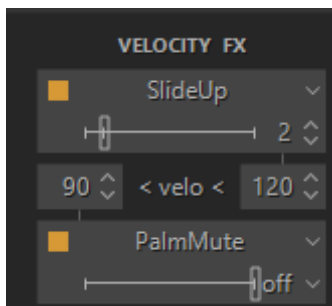 VELOCITY FX
SlideUp
2
90 < velo < 120
PalmMute
off